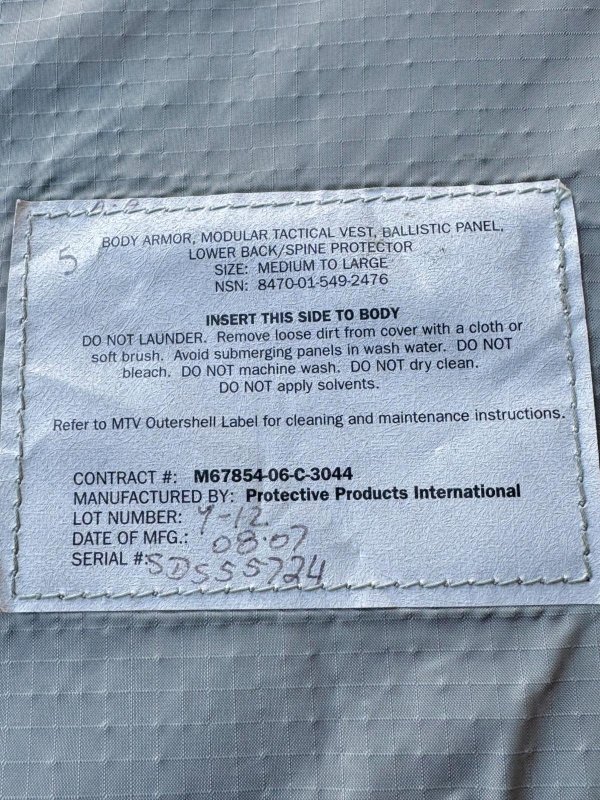 5
BODY ARMOR, MODULAR TACTICAL VEST, BALLISTIC PANEL,
LOWER BACK/SPINE PROTECTOR
SIZE: MEDIUM TO LARGE
NSN: 8470-01-549-2476
INSERT THIS SIDE TO BODY
DO NOT LAUNDER. Remove loose dirt from cover with a cloth or
soft brush. Avoid submerging panels in wash water. DO NOT
bleach. DO NOT machine wash. DO NOT dry clean.
DO NOT apply solvents.
Refer to MTV Outershell Label for cleaning and maintenance instructions.
CONTRACT #: M67854-06-C-3044
MANUFACTURED BY: Protective Products International
LOT NUMBER:
DATE OF MFG.: 08-07
SERIAL #: